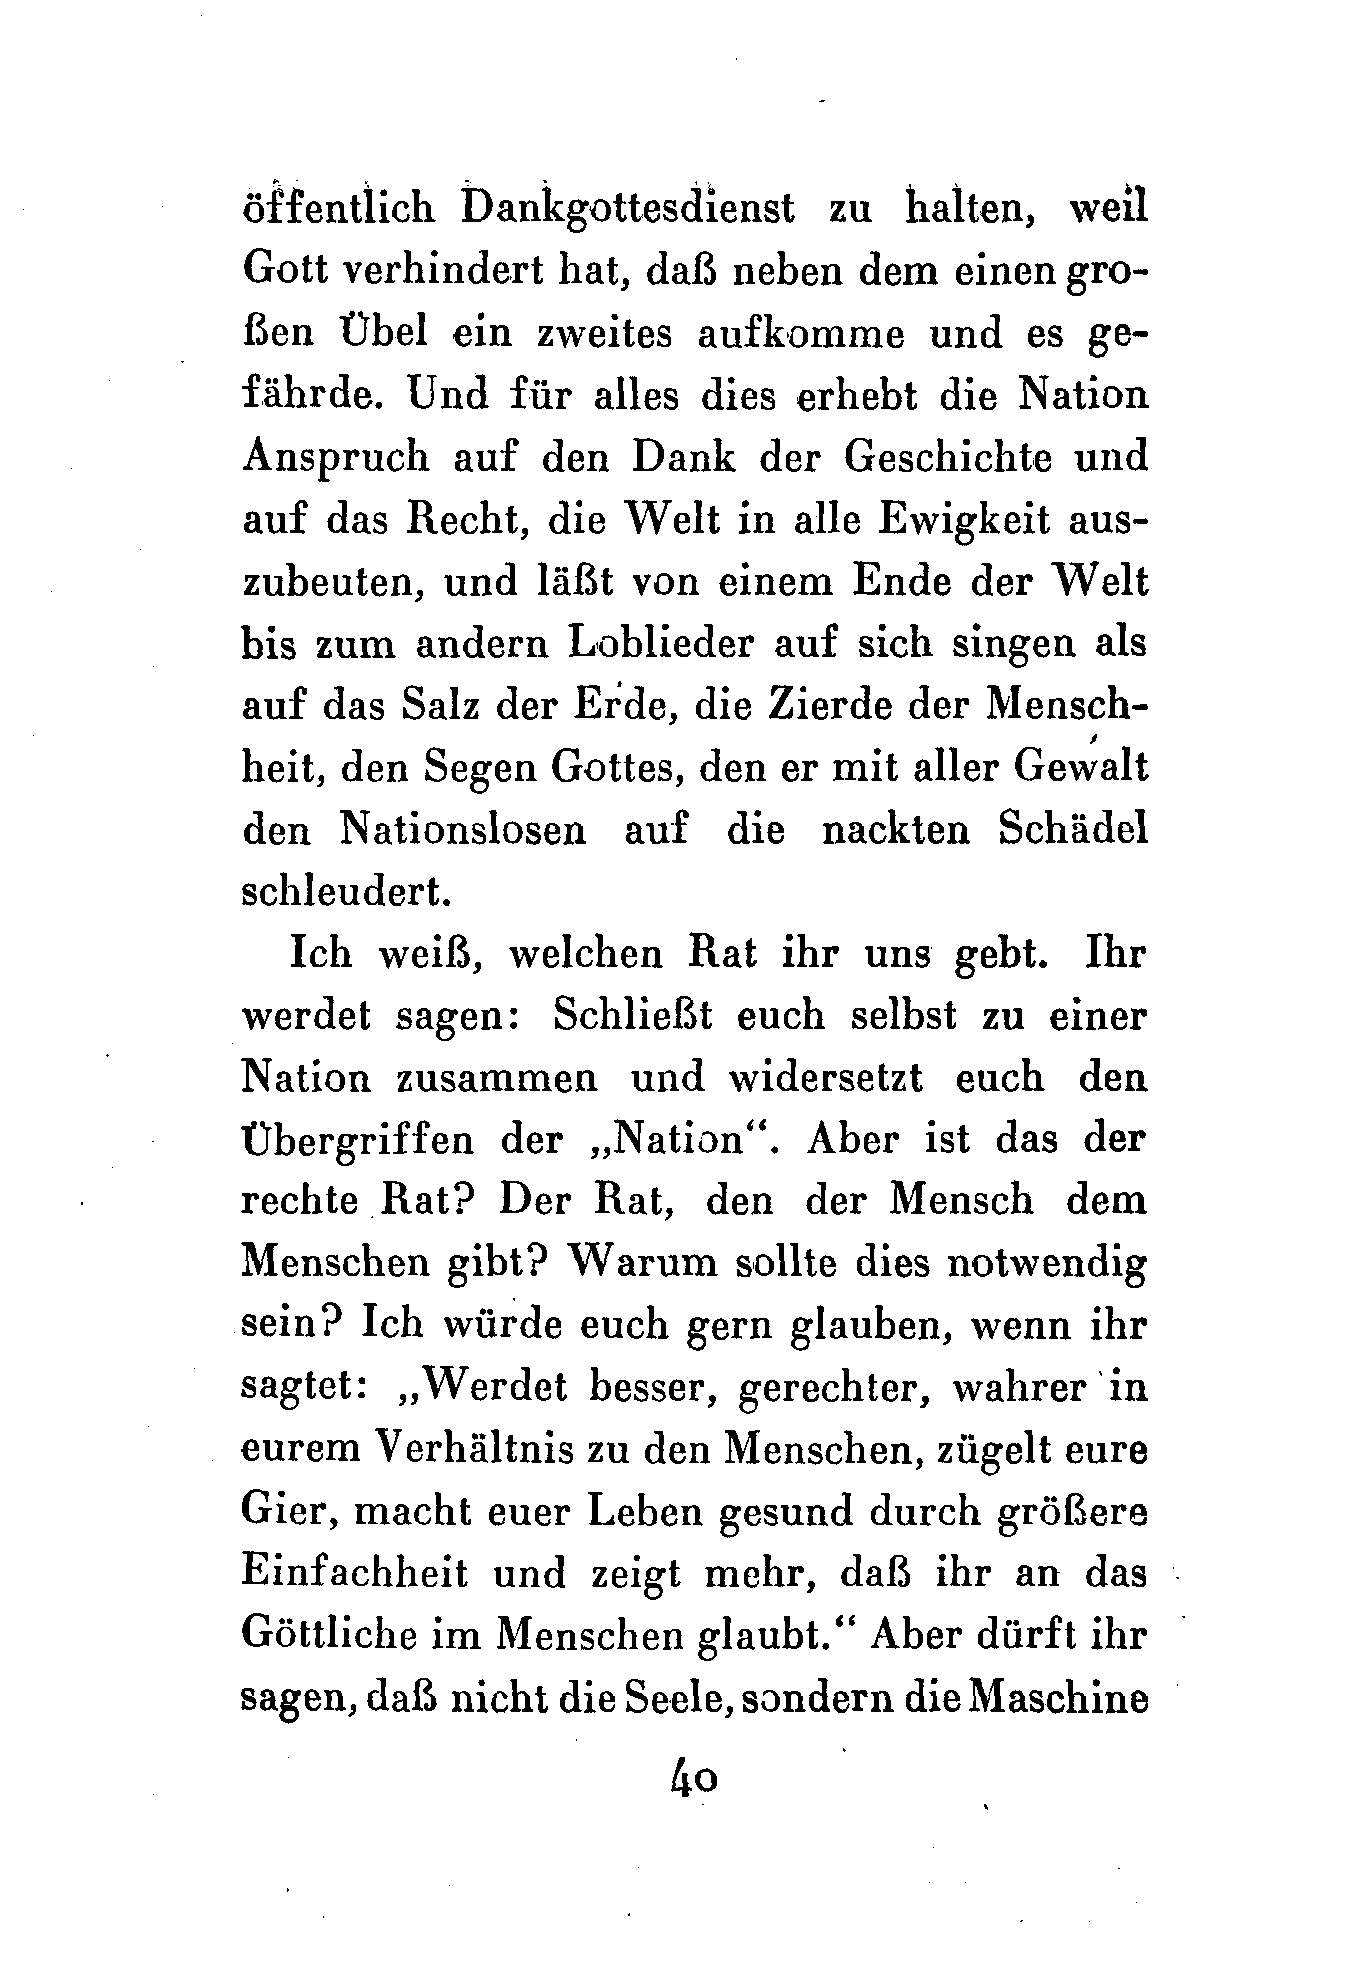 öffentlich Dankgottesdienst zu halten, weil
Gott verhindert hat, daß neben dem einen gro-
ßen Übel ein zweites aufkomme und es ge-
fährde. Und für alles dies erhebt die Nation
Anspruch auf den Dank der Geschichte und
auf das Recht, die Welt in alle Ewigkeit aus-
zubeuten, und läßt von einem Ende der Welt
bis zum andern Loblieder auf sich singen als
auf das Salz der Erde, die Zierde der Mensch-
heit, den Segen Gottes, den er mit aller Gewalt
den Nationslosen auf die nackten Schädel
schleudert.
Ich weiß, welchen Rat ihr uns gebt. Ihr
werdet sagen: Schließt euch selbst zu einer
Nation zusammen und widersetzt euch den
Übergriffen der „Nation“. Aber ist das der
rechte Rat? Der Rat, den der Mensch dem
Menschen gibt? Warum sollte dies notwendig
sein? Ich würde euch gern glauben, wenn ihr
sagtet: „Werdet besser, gerechter, wahrer in
eurem Verhältnis zu den Menschen, zügelt eure
Gier, macht euer Leben gesund durch größere
Einfachheit und zeigt mehr, daß ihr an das
Göttliche im Menschen glaubt.“ Aber dürft ihr
sagen, daß nicht die Seele, sondern die Maschine
40